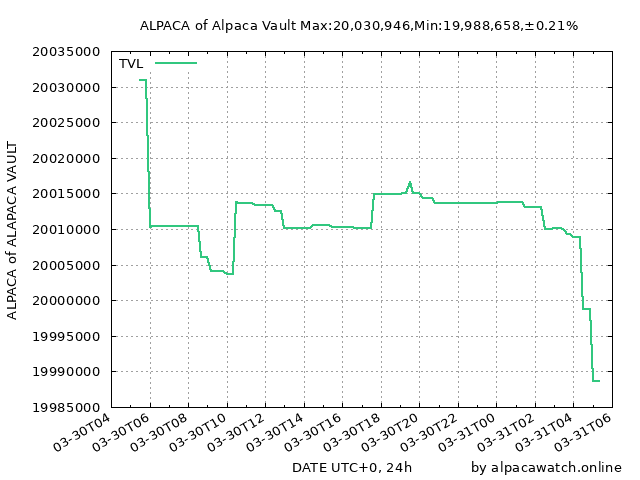 ALPACA of Alpaca Vault Max:20,030,946,Min:19,988,658,±0.21%
20035000
TVL
20030000
20025000
20020000
20015000
20010000
20005000
20000000
19995000
19990000
19985000
ALPACA of ALAPACA VAULT
03-30T04
03-30T06
03-30T08
03-30T10
03-30T12
03-30T14
03-30T16
03-30T18
03-30T20
03-30T22
03-31T00
03-31T02
03-31T04
03-31T06
DATE UTC+0, 24h
by alpacawatch.online